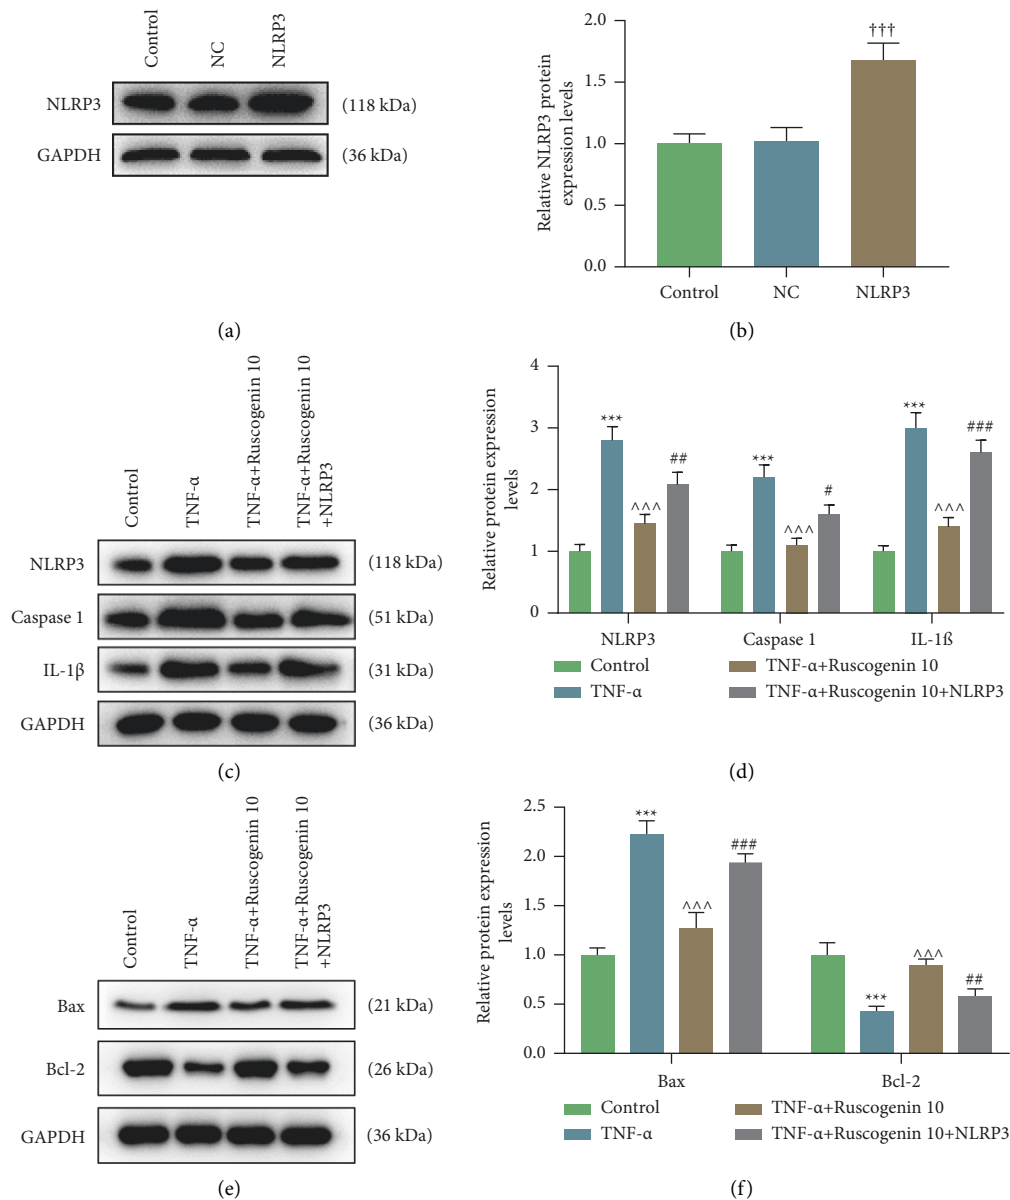 Control
NC
NLRP3
NLRP3
(118 kDa)
GAPDH
(36 kDa)
(a)
Relative NLRP3 protein
expression levels
2.0
1.5
1.0
0.5
0.0
†††
Control
NC
NLRP3
(b)
Control
TNF-α
TNF-α+Ruscogenin 10
TNF-α+Ruscogenin 10
+NLRP3
NLRP3
(118 kDa)
Caspase 1
(51 kDa)
IL-1β
(31 kDa)
GAPDH
(36 kDa)
(c)
Relative protein expression
levels
4
3
2
1
0
***
^^^
##
***
^^^
#
***
^^^
###
NLRP3
Caspase 1
IL-1ß
Control
TNF-α
TNF-α+Ruscogenin 10
TNF-α+Ruscogenin 10+NLRP3
(d)
Control
TNF-α
TNF-α+Ruscogenin 10
TNF-α+Ruscogenin 10
+NLRP3
Bax
(21 kDa)
Bcl-2
(26 kDa)
GAPDH
(36 kDa)
(e)
Relative protein expression
levels
2.5
2.0
1.5
1.0
0.5
0.0
***
^^^
###
***
^^^
##
Bax
Bcl-2
Control
TNF-α
TNF-α+Ruscogenin 10
TNF-α+Ruscogenin 10+NLRP3
(f)